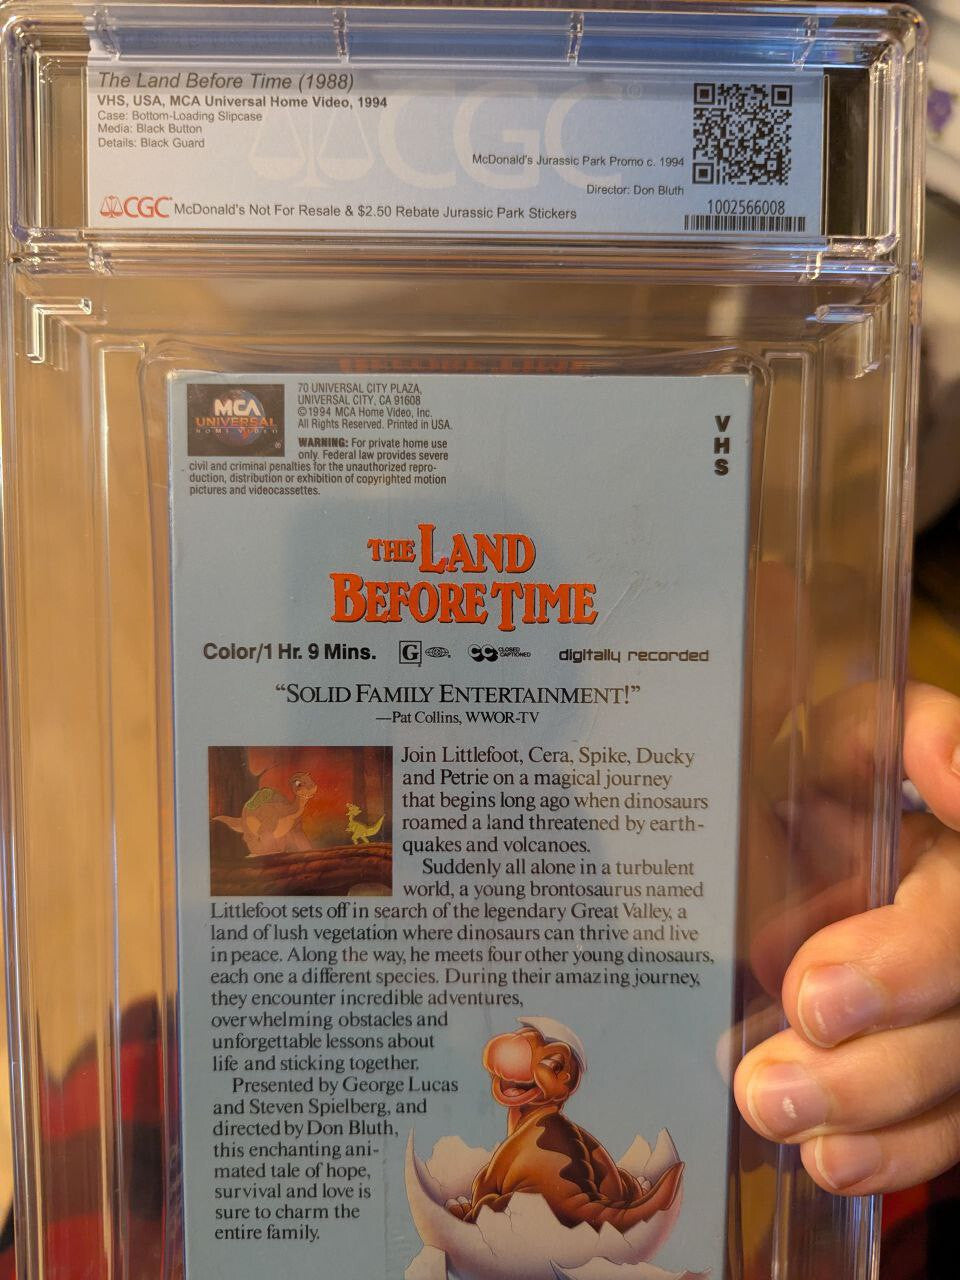 The Land Before Time (1988)
VHS, USA, MCA Universal Home Video, 1994
Case: Bottom-Loading Slipcase
Media: Black Button
Details: Black Guard
CGC
McDonald's Jurassic Park Promo c. 1994
Director: Don Bluth
CGC McDonald's Not For Resale & $2.50 Rebate Jurassic Park Stickers
1002566008
MCA
UNIVERSAL
HOME VIDEO
70 UNIVERSAL CITY PLAZA,
UNIVERSAL CITY, CA 91608
©1994 MCA Home Video, Inc.
All Rights Reserved. Printed in USA.
WARNING: For private home use
only. Federal law provides severe
civil and criminal penalties for the unauthorized repro-
duction, distribution or exhibition of copyrighted motion
pictures and videocassettes.
VHS
THE LAND
BEFORE TIME
Color/1 Hr. 9 Mins. G CC CLOSED CAPTIONED digitally recorded
“SOLID FAMILY ENTERTAINMENT!”
—Pat Collins, WWOR-TV
Join Littlefoot, Cera, Spike, Ducky
and Petrie on a magical journey
that begins long ago when dinosaurs
roamed a land threatened by earth-
quakes and volcanoes.
Suddenly all alone in a turbulent
world, a young brontosaurus named
Littlefoot sets off in search of the legendary Great Valley, a
land of lush vegetation where dinosaurs can thrive and live
in peace. Along the way, he meets four other young dinosaurs,
each one a different species. During their amazing journey,
they encounter incredible adventures,
overwhelming obstacles and
unforgettable lessons about
life and sticking together.
Presented by George Lucas
and Steven Spielberg, and
directed by Don Bluth,
this enchanting ani-
mated tale of hope,
survival and love is
sure to charm the
entire family.